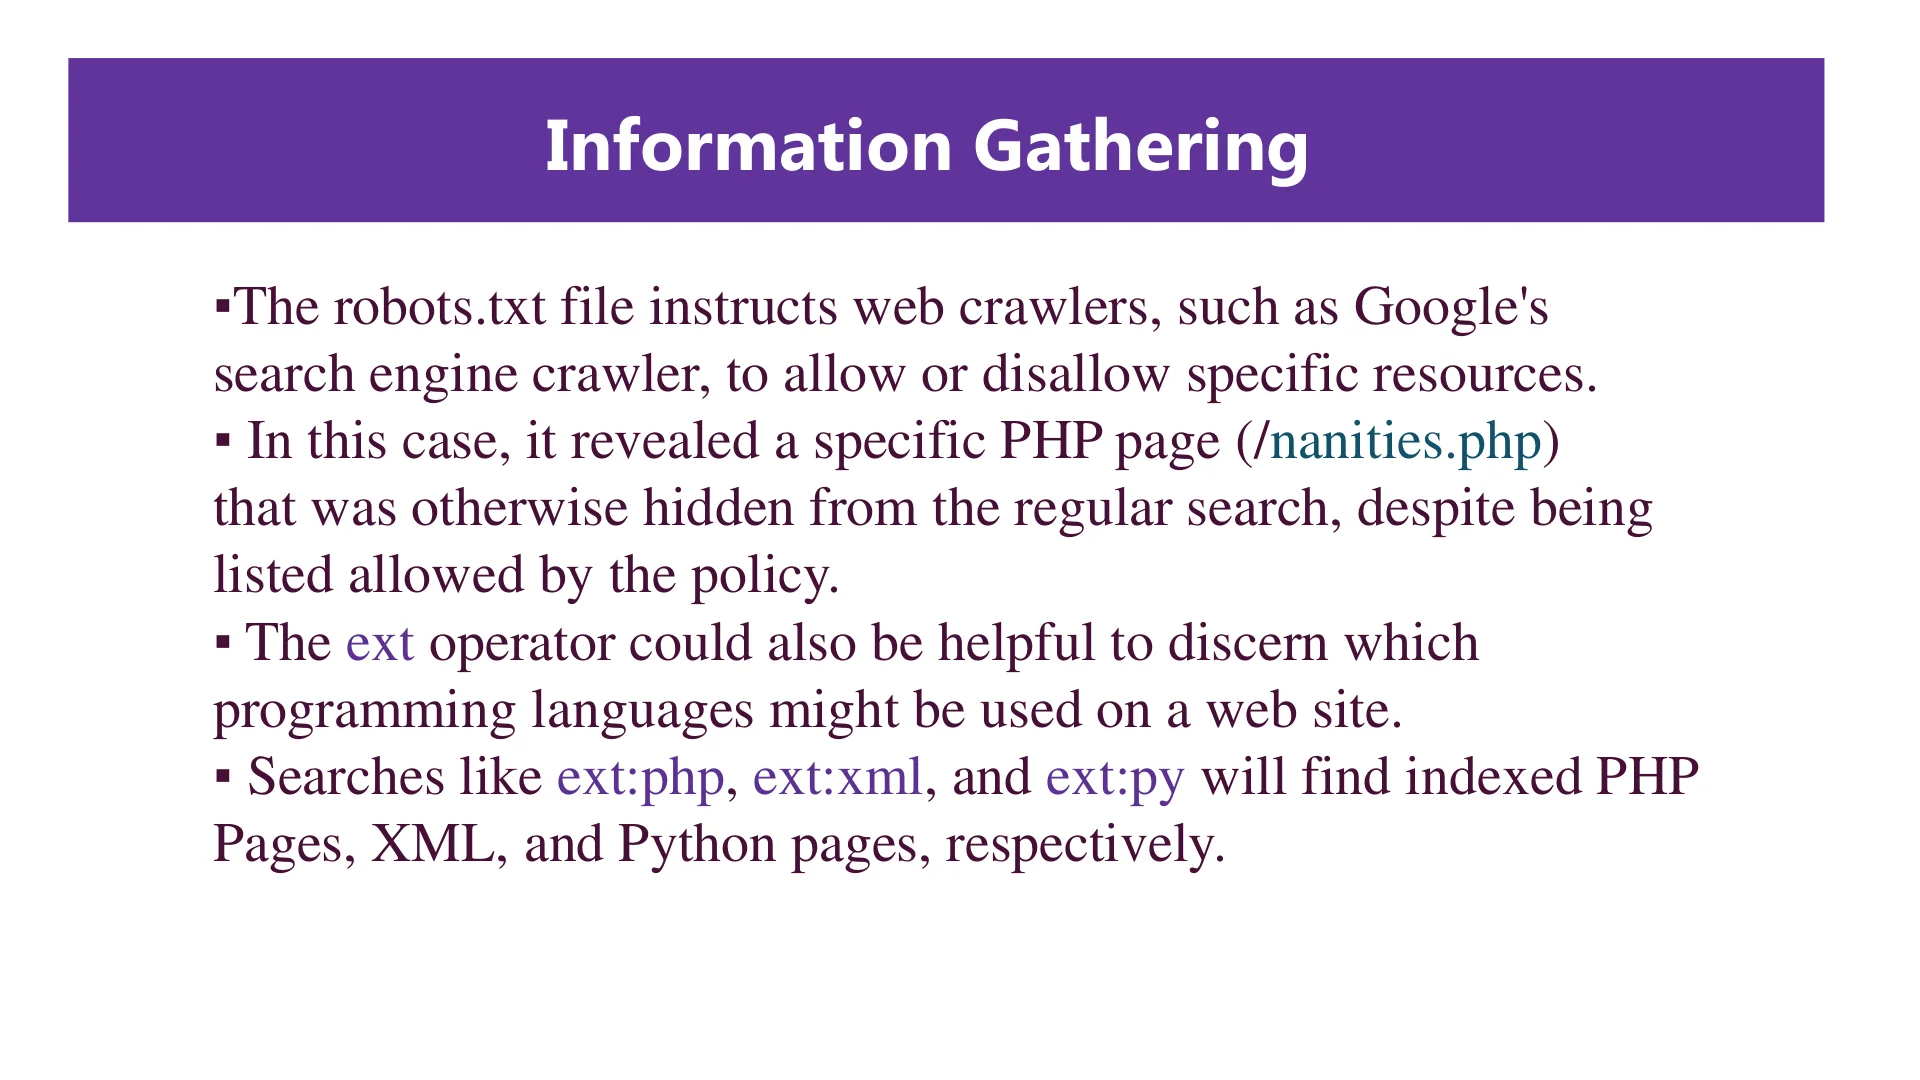 Information Gathering
▪The robots.txt file instructs web crawlers, such as Google's
search engine crawler, to allow or disallow specific resources.
▪ In this case, it revealed a specific PHP page (/nanities.php)
that was otherwise hidden from the regular search, despite being
listed allowed by the policy.
▪ The ext operator could also be helpful to discern which
programming languages might be used on a web site.
▪ Searches like ext:php, ext:xml, and ext:py will find indexed PHP
Pages, XML, and Python pages, respectively.